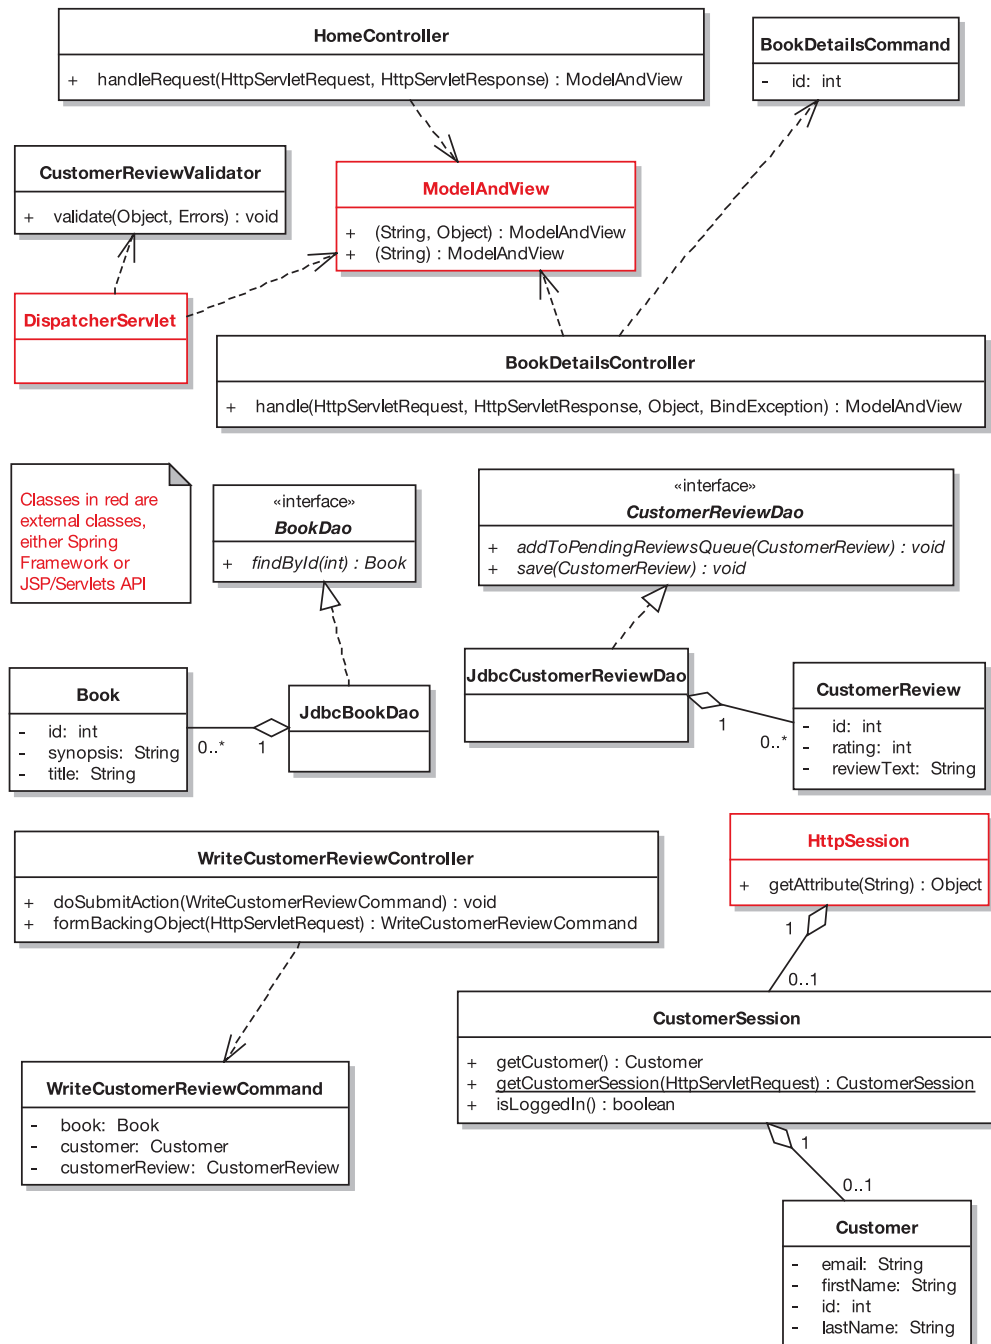 HomeController
+ handleRequest(HttpServletRequest, HttpServletResponse) : ModelAndView
BookDetailsCommand
- id: int
CustomerReviewValidator
+ validate(Object, Errors) : void
ModelAndView
+ (String, Object) : ModelAndView
+ (String) : ModelAndView
DispatcherServlet
BookDetailsController
+ handle(HttpServletRequest, HttpServletResponse, Object, BindException) : ModelAndView
Classes in red are
external classes,
either Spring
Framework or
JSP/Servlets API
«interface»
BookDao
+ findById(int) : Book
«interface»
CustomerReviewDao
+ addToPendingReviewsQueue(CustomerReview) : void
+ save(CustomerReview) : void
Book
- id: int
- synopsis: String
- title: String
0..*
1
JdbcBookDao
JdbcCustomerReviewDao
1
0..*
CustomerReview
- id: int
- rating: int
- reviewText: String
WriteCustomerReviewController
+ doSubmitAction(WriteCustomerReviewCommand) : void
+ formBackingObject(HttpServletRequest) : WriteCustomerReviewCommand
HttpSession
+ getAttribute(String) : Object
1
0..1
CustomerSession
+ getCustomer() : Customer
+ getCustomerSession(HttpServletRequest) : CustomerSession
+ isLoggedIn() : boolean
WriteCustomerReviewCommand
- book: Book
- customer: Customer
- customerReview: CustomerReview
1
0..1
Customer
- email: String
- firstName: String
- id: int
- lastName: String